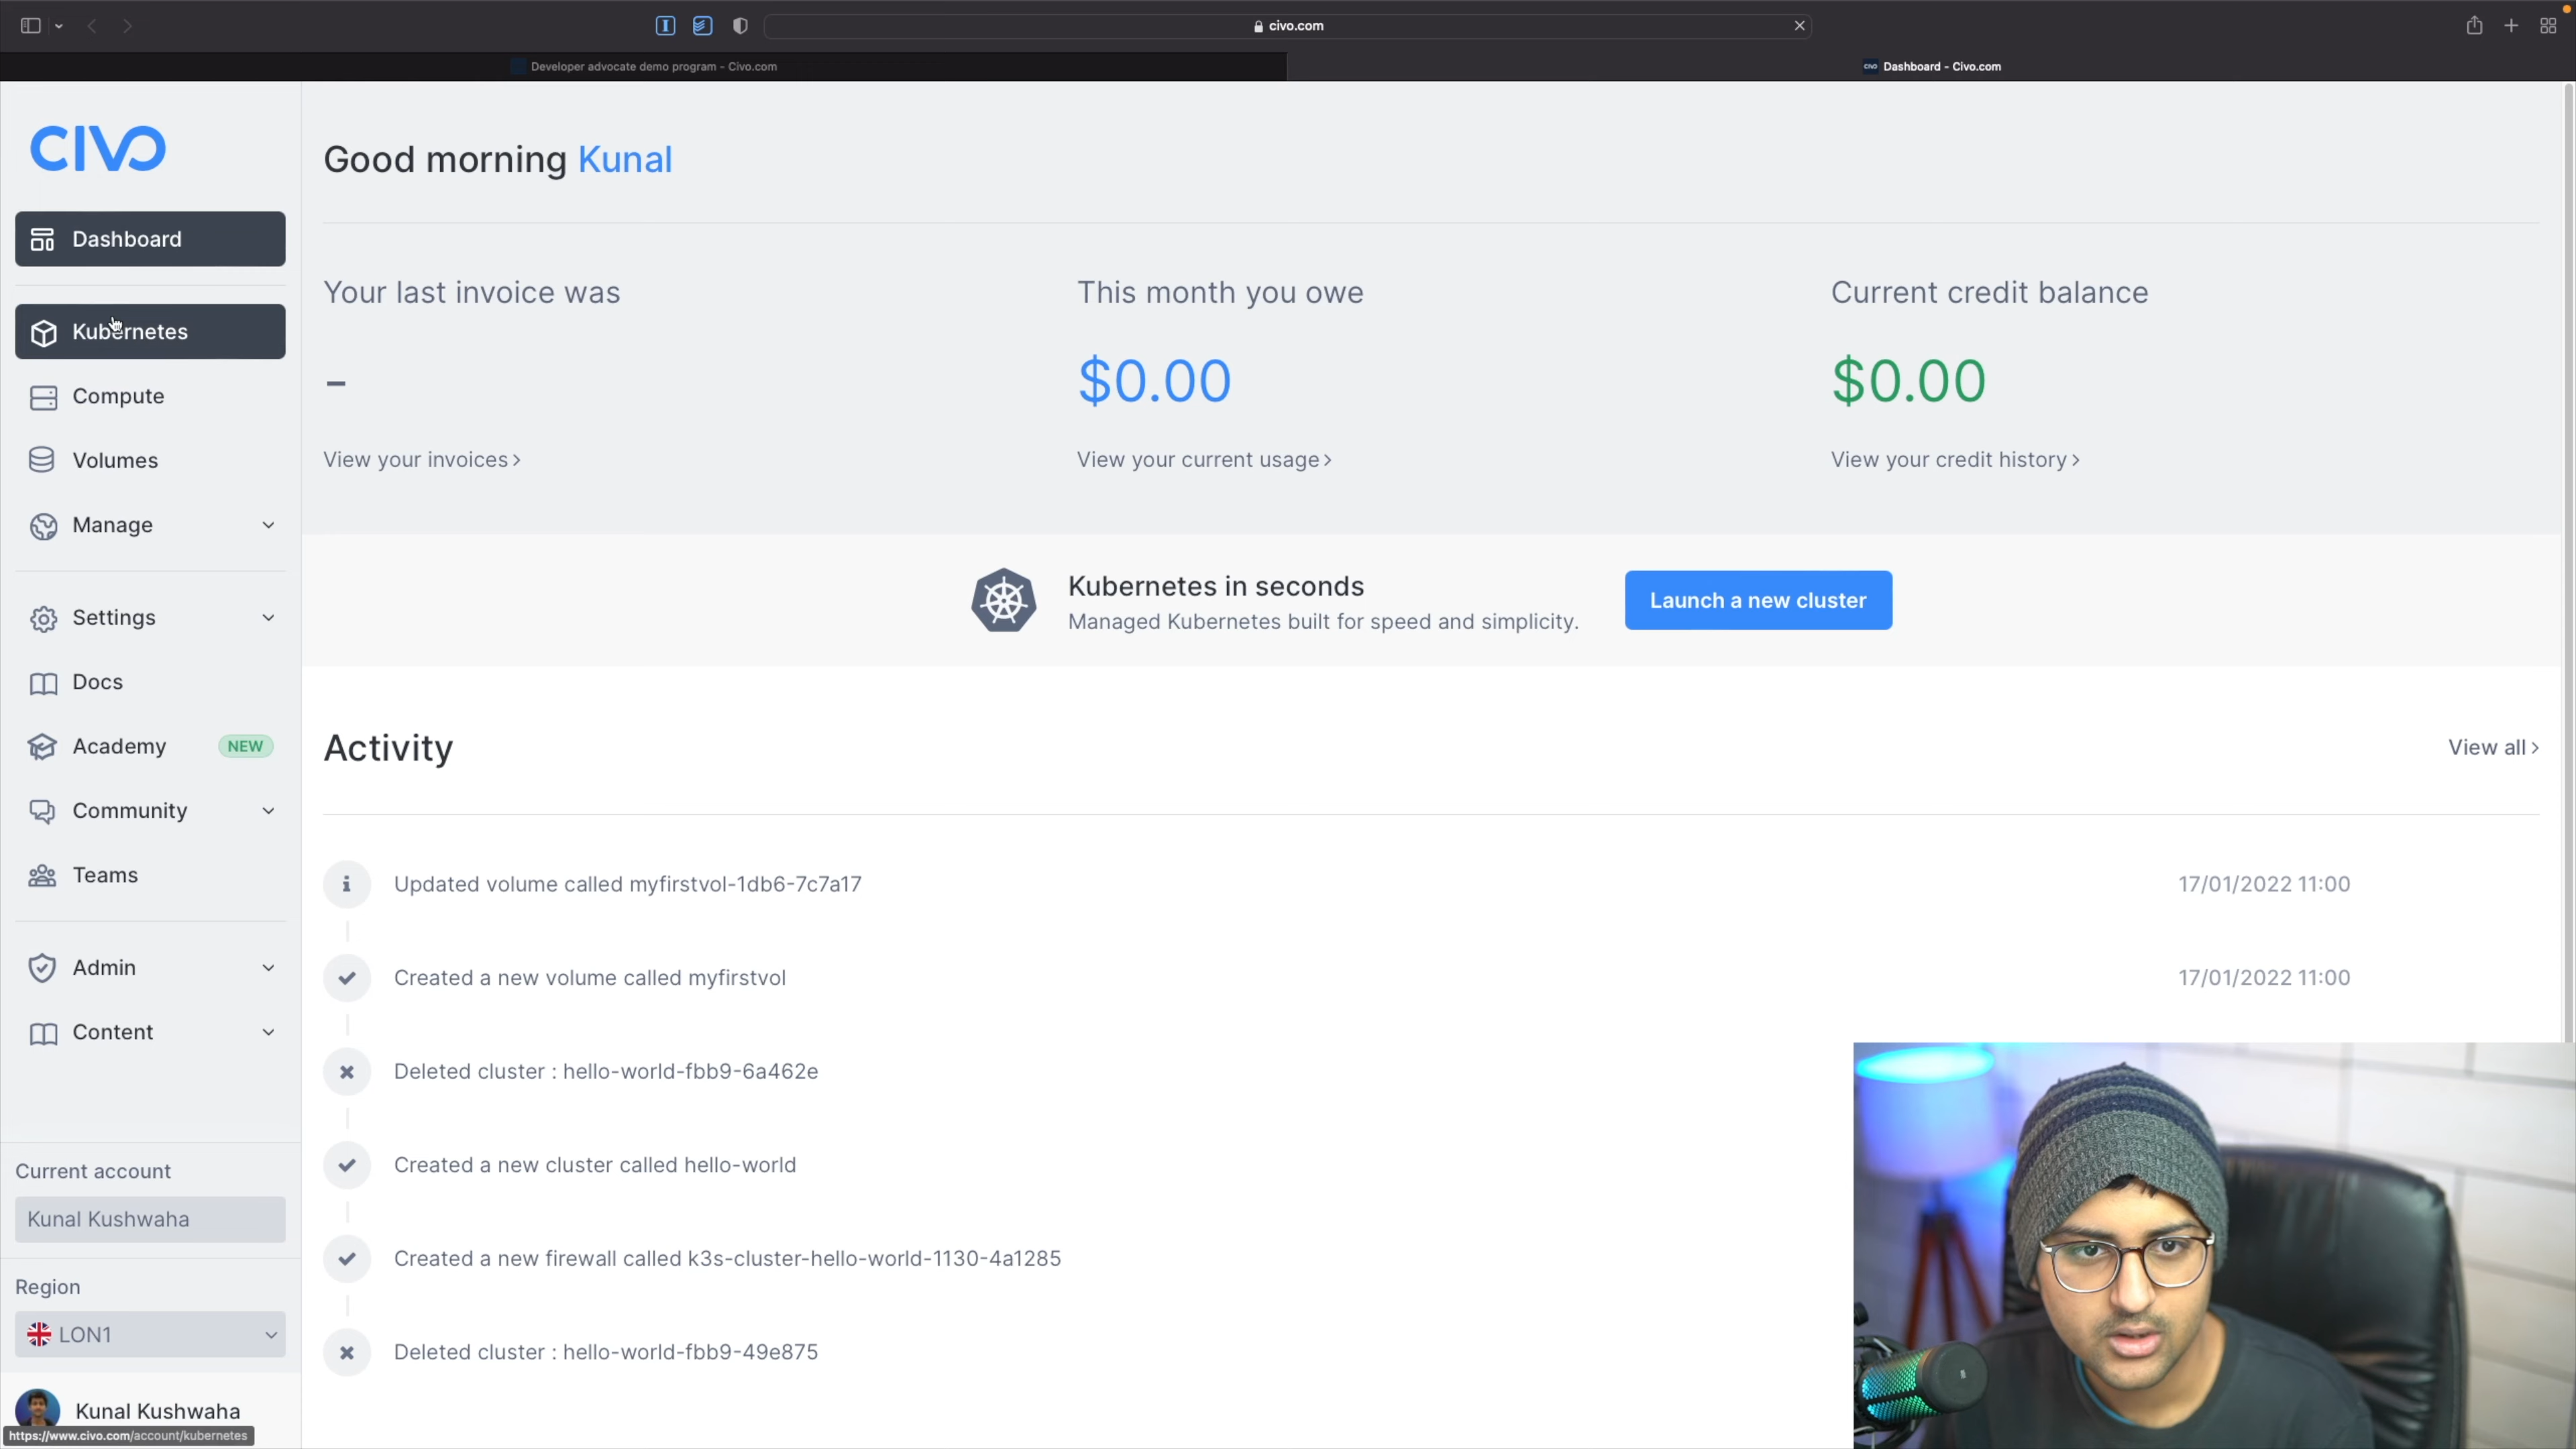 civo.com
Developer advocate demo program - Civo.com
Dashboard - Civo.com
CIVO
Dashboard
Kubernetes
Compute
Volumes
Manage
Settings
Docs
Academy NEW
Community
Teams
Admin
Content
Current account
Kunal Kushwaha
Region
LON1
Kunal Kushwaha
https://www.civo.com/account/kubernetes
Good morning Kunal
Your last invoice was
-
View your invoices >
This month you owe
$0.00
View your current usage >
Current credit balance
$0.00
View your credit history >
Kubernetes in seconds
Managed Kubernetes built for speed and simplicity.
Launch a new cluster
Activity
View all >
Updated volume called myfirstvol-1db6-7c7a17 17/01/2022 11:00
Created a new volume called myfirstvol 17/01/2022 11:00
Deleted cluster : hello-world-fbb9-6a462e
Created a new cluster called hello-world
Created a new firewall called k3s-cluster-hello-world-1130-4a1285
Deleted cluster : hello-world-fbb9-49e875